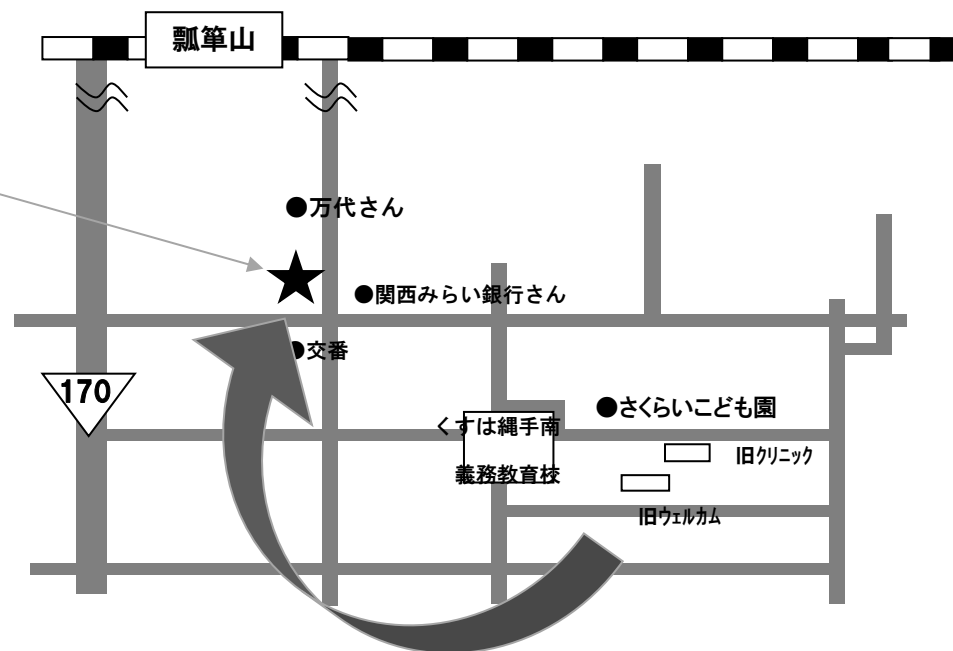 瓢箪山
●万代さん
●関西みらい銀行さん
●交番
170
●さくらいこども園
くすは縄手南
義務教育校
旧クリニック
旧ウェルカム